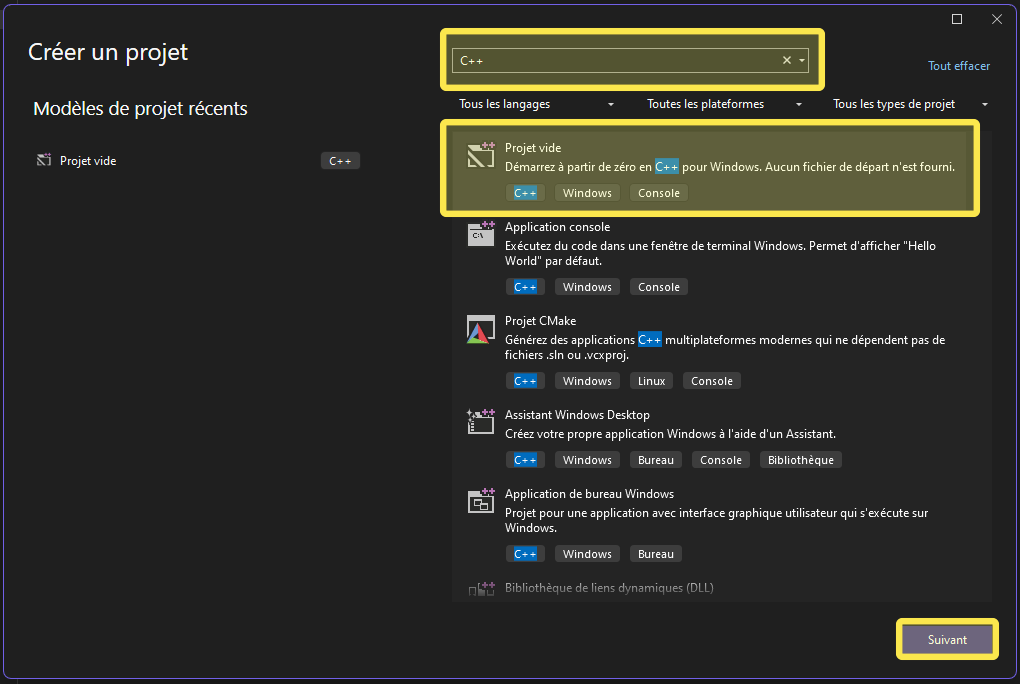 Créer un projet
C++
Tout effacer
Modèles de projet récents
Tous les langages
Toutes les plateformes
Tous les types de projet
Projet vide
C++
Projet vide
Démarrez à partir de zéro en C++ pour Windows. Aucun fichier de départ n'est fourni.
C++ Windows Console
Application console
Exécutez du code dans une fenêtre de terminal Windows. Permet d'afficher "Hello
World" par défaut.
C++ Windows Console
Projet CMake
Générez des applications C++ multiplateformes modernes qui ne dépendent pas de
fichiers .sln ou .vcxproj.
C++ Windows Linux Console
Assistant Windows Desktop
Créez votre propre application Windows à l'aide d'un Assistant.
C++ Windows Bureau Console Bibliothèque
Application de bureau Windows
Projet pour une application avec interface graphique utilisateur qui s'exécute sur
Windows.
C++ Windows Bureau
Bibliothèque de liens dynamiques (DLL)
Suivant